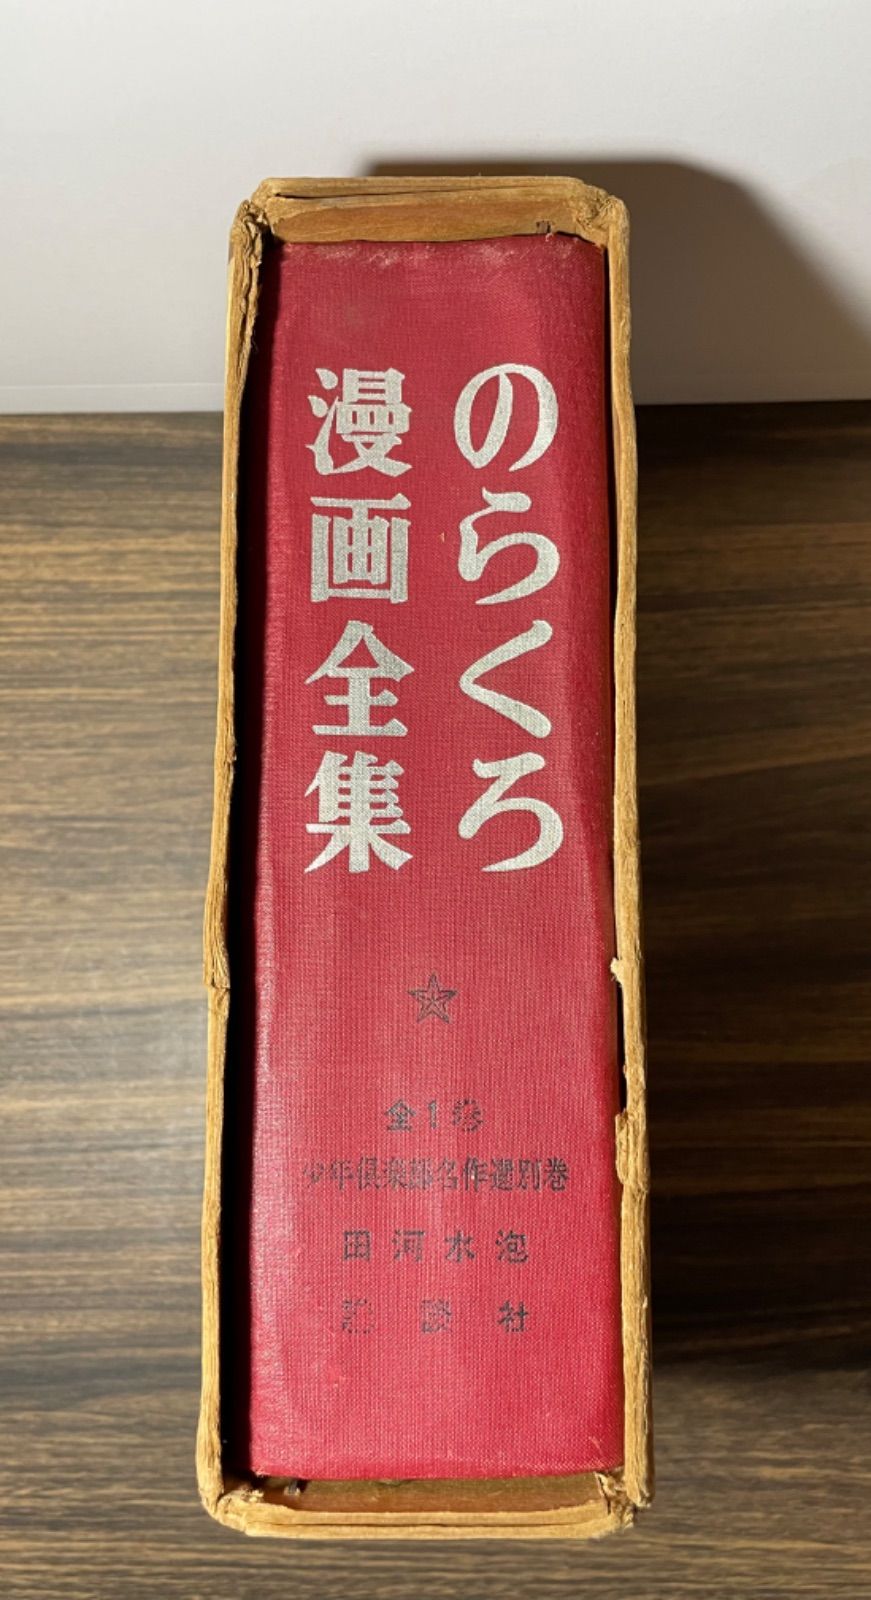 のらくろ
漫画全集
全1巻
少年倶楽部名作選別巻
田河水泡
講談社